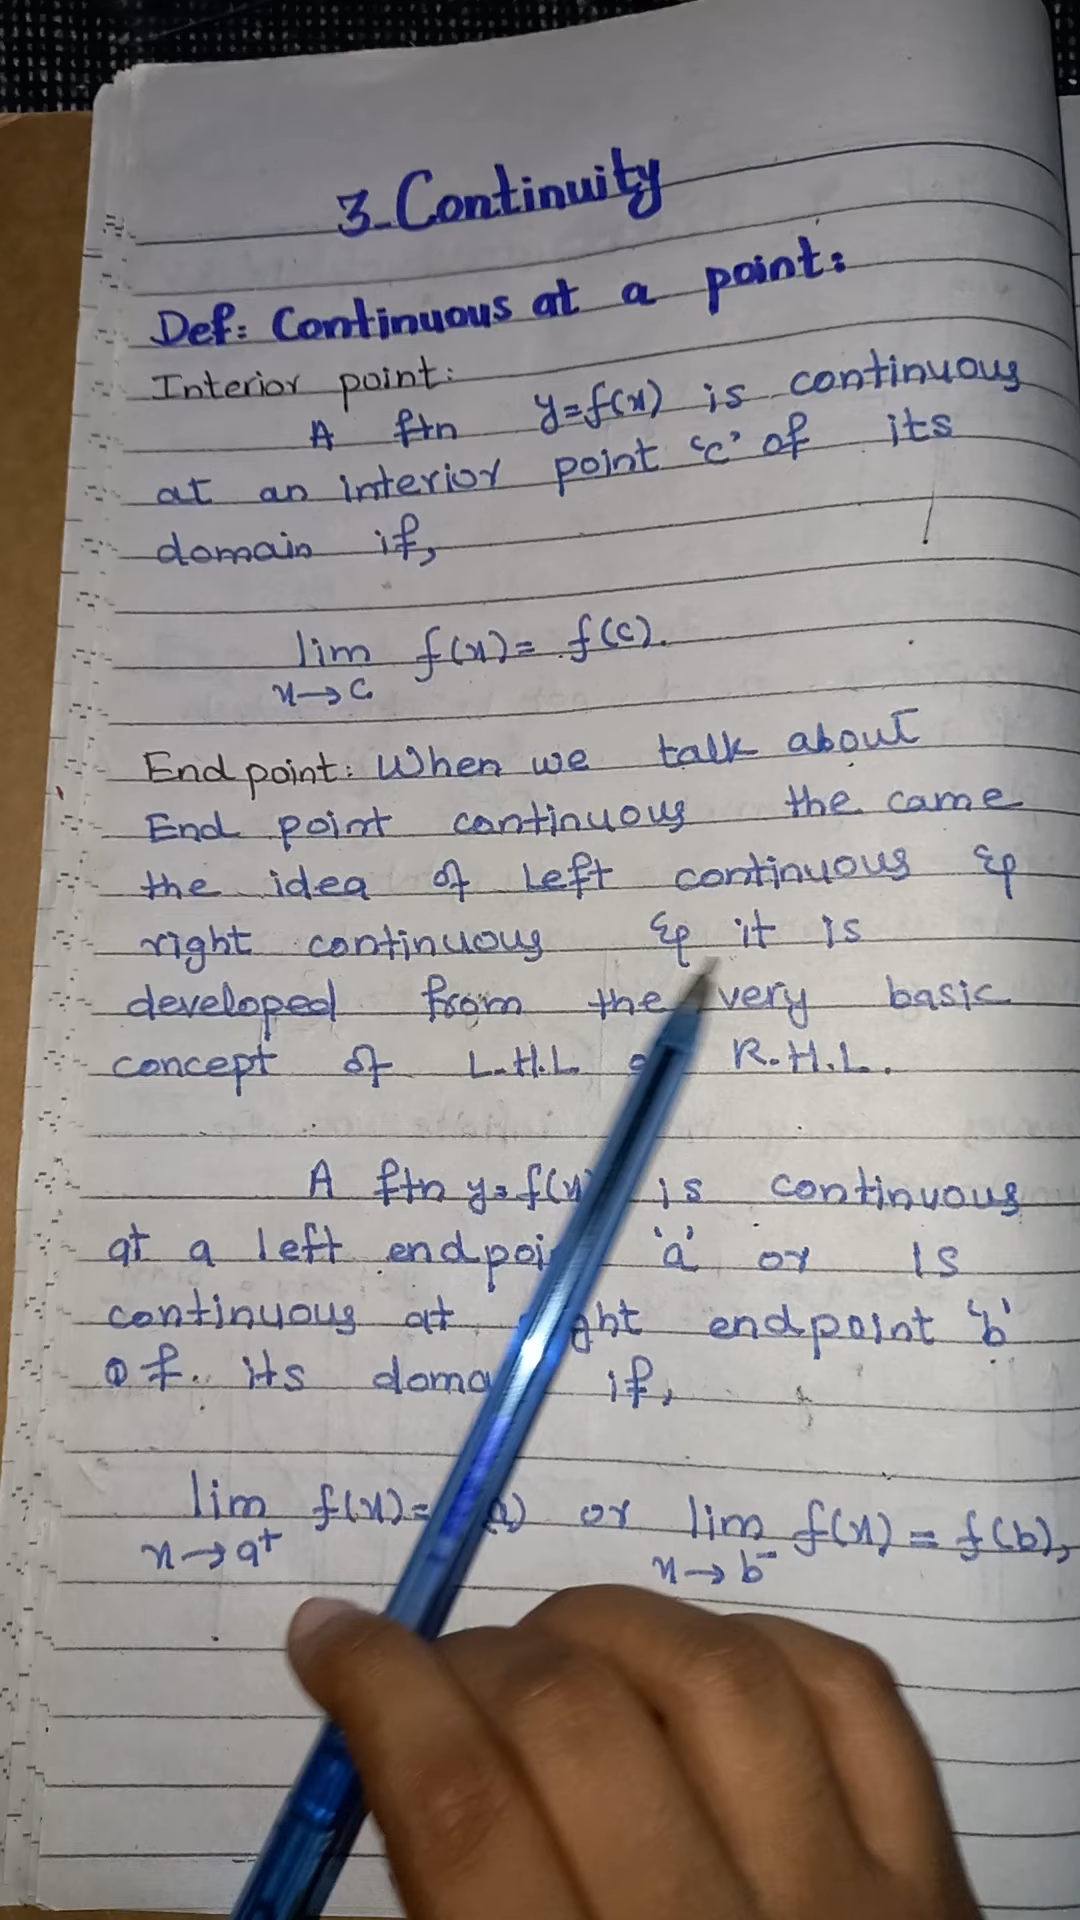 3. Continuity
Def: Continuous at a point:
Interior point:
A ftn y=f(x) is continuous
at an interior point 'c' of its
domain if,
lim f(x) = f(c).
x→c
End point: When we talk about
End point continuous the came
the idea of Left continuous &
right continuous & it is
developed from the very basic
concept of L.H.L R.H.L.
A ftn y=f(x) is continuous
at a left endpoi 'a' or is
continuous at ght endpoint 'b'
of its doma if,
lim f(x)= a) or lim f(x) = f(b),
x→a⁺ x→b⁻